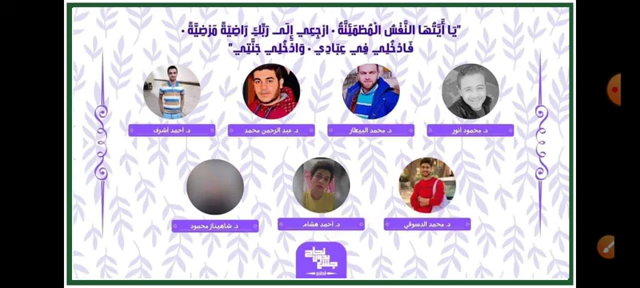 "يَا أَيَّتُهَا النَّفْسُ الْمُطْمَئِنَّةُ • ارْجِعِي إِلَى رَبِّكِ رَاضِيَةً مَرْضِيَّةً •
فَادْخُلِي فِي عِبَادِي • وَادْخُلِي جَنَّتِي"
د. محمود أنور
د. محمد البيطار
د. عبد الرحمن محمد
د. أحمد أشرف
د. محمد الدسوقي
د. أحمد هشام
د. شاهيناز محمود